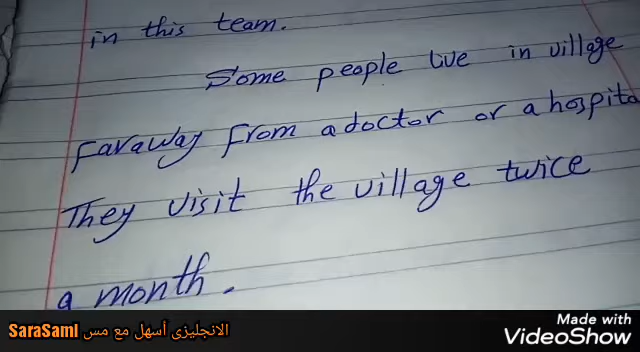 in this team.
Some people live in village
faraway from a doctor or a hospita
They visit the village twice
a month.
الانجليزى أسهل مع مس SaraSami
Made with
VideoShow